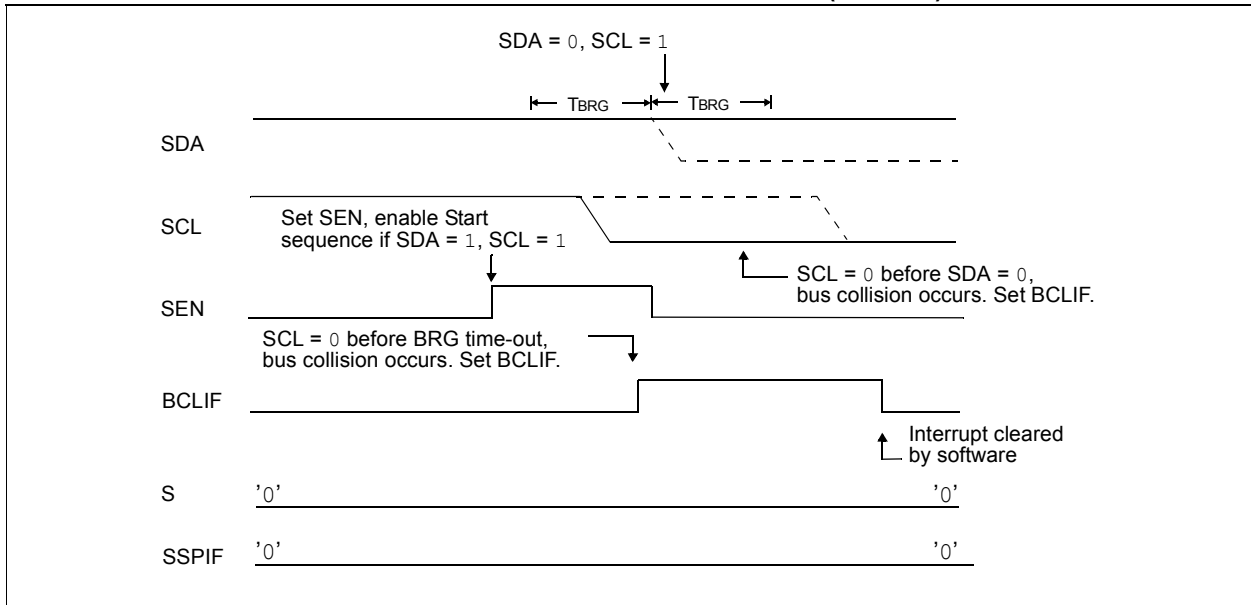 SDA = 0, SCL = 1
TBRG TBRG
SDA
SCL
Set SEN, enable Start
sequence if SDA = 1, SCL = 1
SCL = 0 before SDA = 0,
bus collision occurs. Set BCLIF.
SEN
SCL = 0 before BRG time-out,
bus collision occurs. Set BCLIF.
BCLIF
Interrupt cleared
by software
S '0' '0'
SSPIF '0' '0'